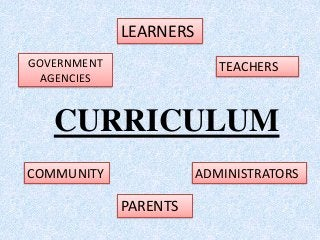 LEARNERS
GOVERNMENT
AGENCIES
TEACHERS
CURRICULUM
COMMUNITY
ADMINISTRATORS
PARENTS